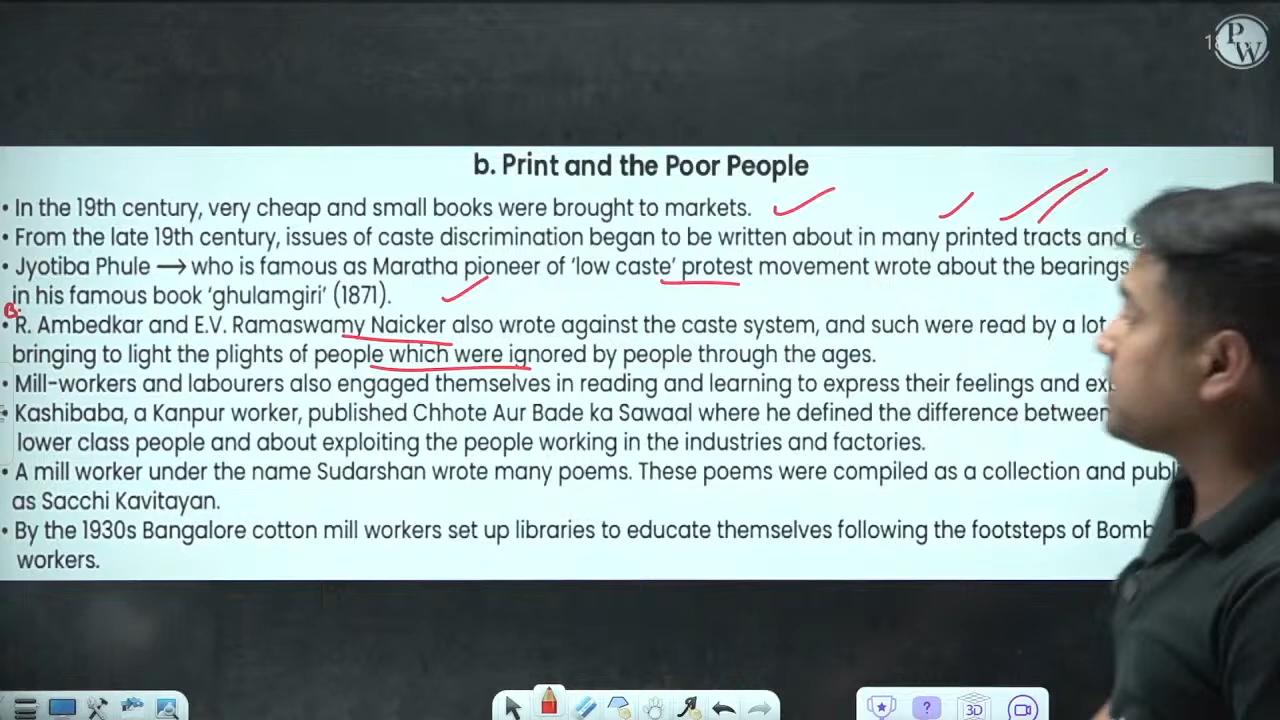 PW
b. Print and the Poor People
• In the 19th century, very cheap and small books were brought to markets.
• From the late 19th century, issues of caste discrimination began to be written about in many printed tracts and
• Jyotiba Phule → who is famous as Maratha pioneer of 'low caste' protest movement wrote about the bearings
in his famous book 'ghulamgiri' (1871).
B.
• R. Ambedkar and E.V. Ramaswamy Naicker also wrote against the caste system, and such were read by a lot
bringing to light the plights of people which were ignored by people through the ages.
• Mill-workers and labourers also engaged themselves in reading and learning to express their feelings and
• Kashibaba, a Kanpur worker, published Chhote Aur Bade ka Sawaal where he defined the difference between
lower class people and about exploiting the people working in the industries and factories.
• A mill worker under the name Sudarshan wrote many poems. These poems were compiled as a collection and
as Sacchi Kavitayan.
• By the 1930s Bangalore cotton mill workers set up libraries to educate themselves following the footsteps of
workers.
? 3D